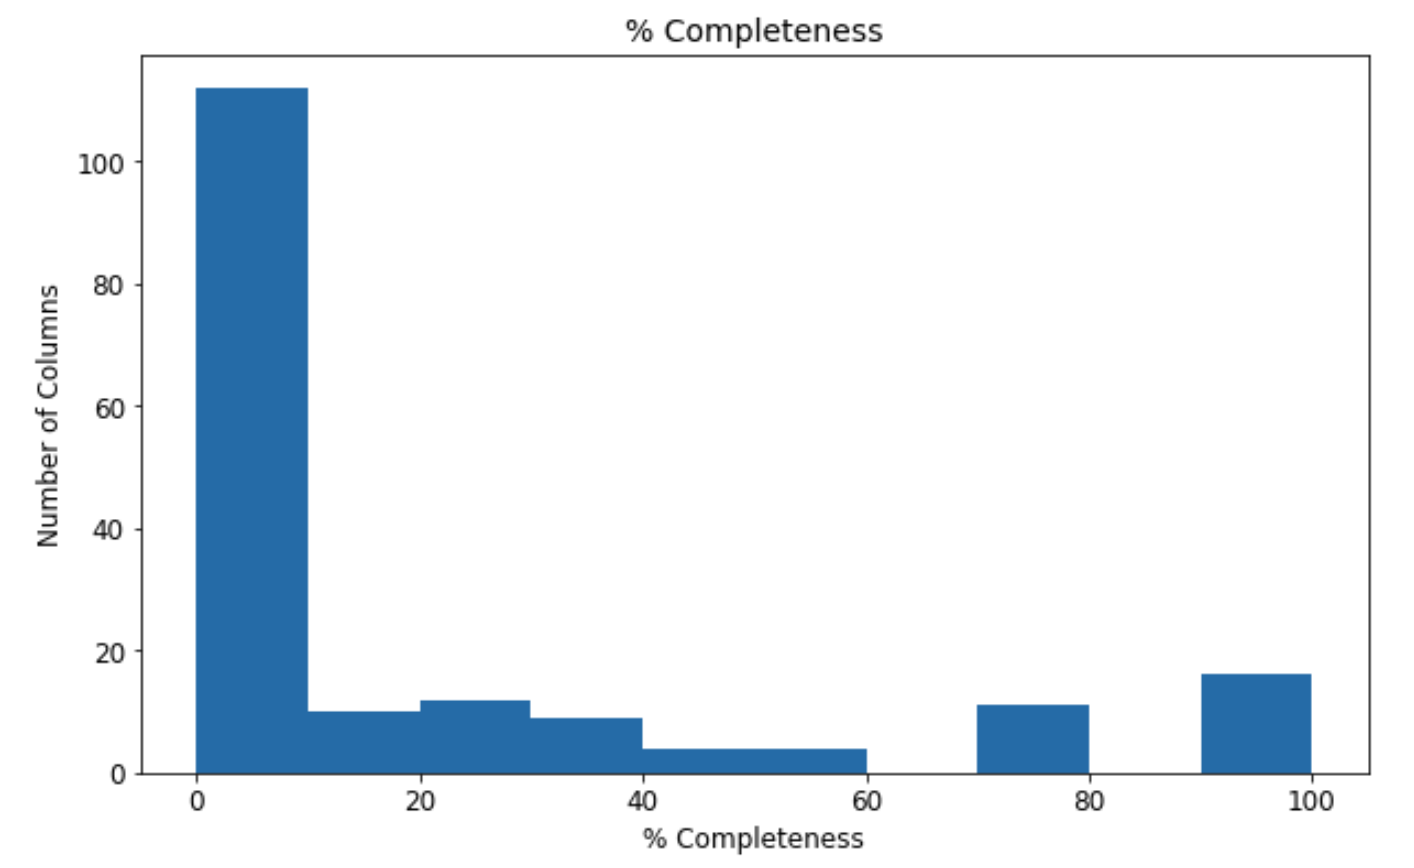 % Completeness
100
80
60
40
20
0
Number of Columns
0 20 40 60 80 100
% Completeness